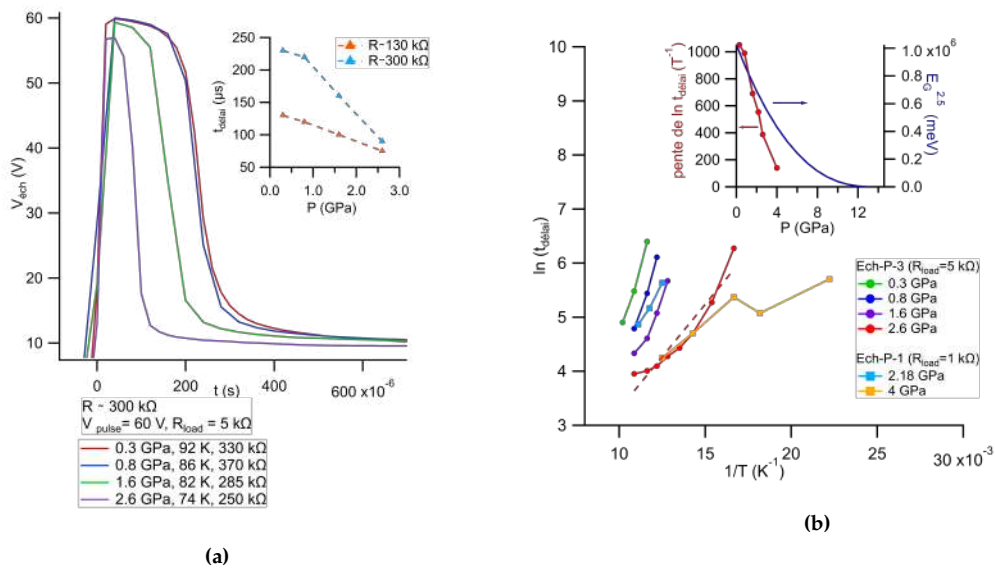 60
50
40
30
20
10
V_éch (V)
0
200
400
600 x10^-6
t (s)
250
200
150
100
50
t_délai (µs)
0.0
1.0
2.0
3.0
P (GPa)
R~130 kΩ
R~300 kΩ
R ~ 300 kΩ
V_pulse= 60 V, R_load = 5 kΩ
0.3 GPa, 92 K, 330 kΩ
0.8 GPa, 86 K, 370 kΩ
1.6 GPa, 82 K, 285 kΩ
2.6 GPa, 74 K, 250 kΩ
(a)
10
9
8
7
6
5
4
3
ln (t_délai)
10
15
20
25
30 x10^-3
1/T (K^-1)
1000
800
600
400
200
0
pente de ln t_délai (T^-1)
0
4
8
12
P (GPa)
1.0 x10^6
0.8
0.6
0.4
0.2
0.0
E_G^2.5 (meV)
Ech-P-3 (R_load=5 kΩ)
0.3 GPa
0.8 GPa
1.6 GPa
2.6 GPa
Ech-P-1 (R_load=1 kΩ)
2.18 GPa
4 GPa
(b)